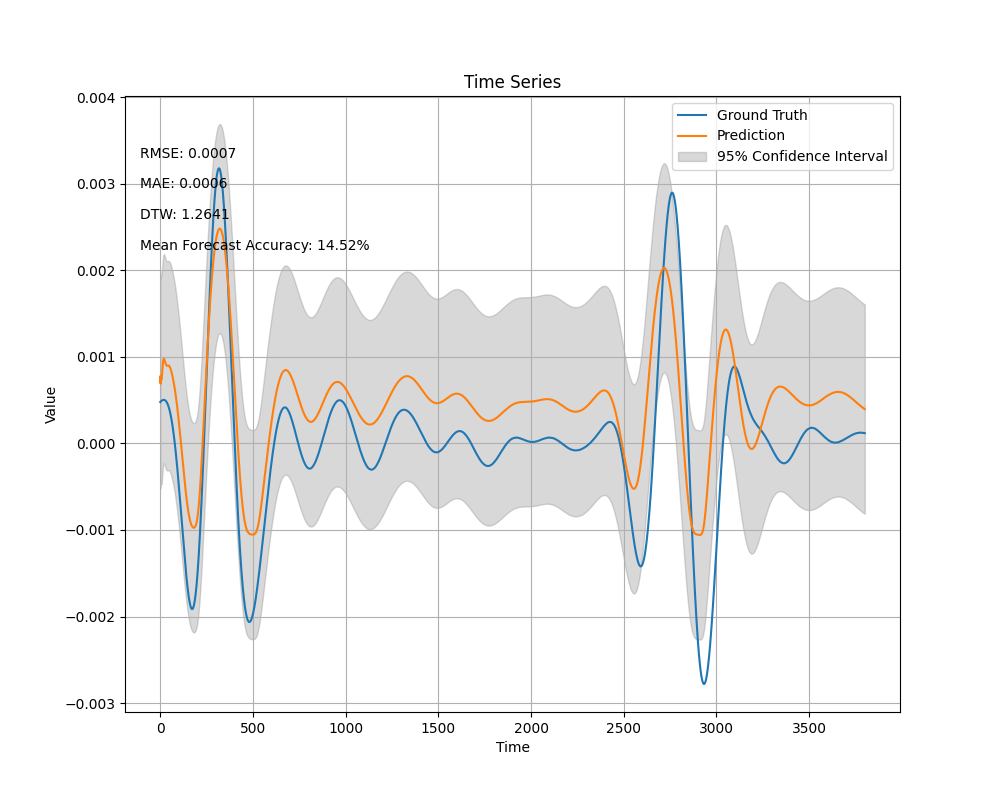 Time Series
0.004
0.003
0.002
0.001
0.000
−0.001
−0.002
−0.003
Value
RMSE: 0.0007
MAE: 0.0006
DTW: 1.2641
Mean Forecast Accuracy: 14.52%
Ground Truth
Prediction
95% Confidence Interval
0 500 1000 1500 2000 2500 3000 3500
Time